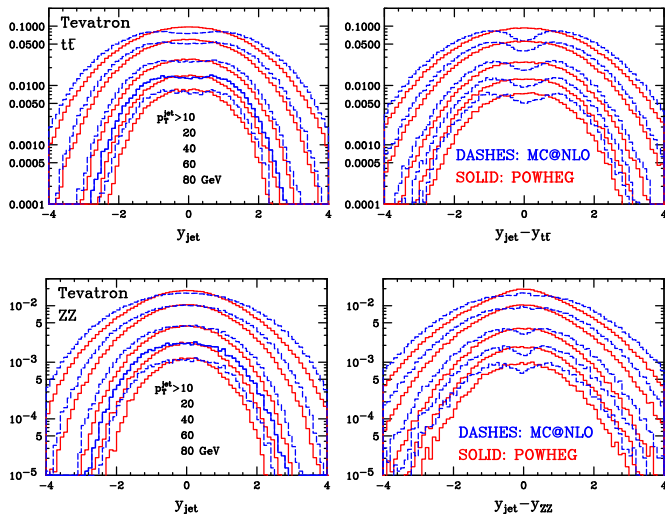 Tevatron
tt̄
0.1000
0.0500
0.0100
0.0050
0.0010
0.0005
0.0001
p_T^jet>10
20
40
60
80 GeV
-4 -2 0 2 4
y_jet
0.1000
0.0500
0.0100
0.0050
0.0010
0.0005
0.0001
DASHES: MC@NLO
SOLID: POWHEG
-4 -2 0 2 4
y_jet-y_tt̄
Tevatron
ZZ
10^-2
5
10^-3
5
10^-4
5
10^-5
p_T^jet>10
20
40
60
80 GeV
-4 -2 0 2 4
y_jet
10^-2
5
10^-3
5
10^-4
5
10^-5
DASHES: MC@NLO
SOLID: POWHEG
-4 -2 0 2 4
y_jet-y_ZZ